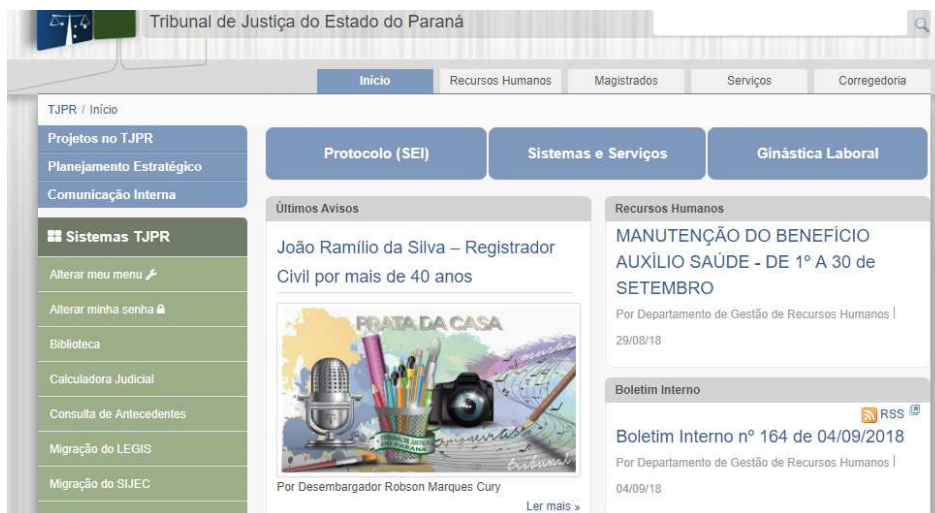 Tribunal de Justiça do Estado do Paraná
Início
Recursos Humanos
Magistrados
Serviços
Corregedoria
TJPR / Início
Projetos no TJPR
Planejamento Estratégico
Comunicação Interna
Sistemas TJPR
Alterar meu menu
Alterar minha senha
Biblioteca
Calculadora Judicial
Consulta de Antecedentes
Migração do LEGIS
Migração do SIJEC
Protocolo (SEI)
Sistemas e Serviços
Ginástica Laboral
Últimos Avisos
João Ramílio da Silva – Registrador
Civil por mais de 40 anos
PRATA DA CASA
TRIBUNAL DE JUSTIÇA
DO PARANÁ
tribunal
Por Desembargador Robson Marques Cury
Ler mais »
Recursos Humanos
MANUTENÇÃO DO BENEFÍCIO
AUXÍLIO SAÚDE - DE 1º A 30 de
SETEMBRO
Por Departamento de Gestão de Recursos Humanos |
29/08/18
Boletim Interno
RSS
Boletim Interno nº 164 de 04/09/2018
Por Departamento de Gestão de Recursos Humanos |
04/09/18